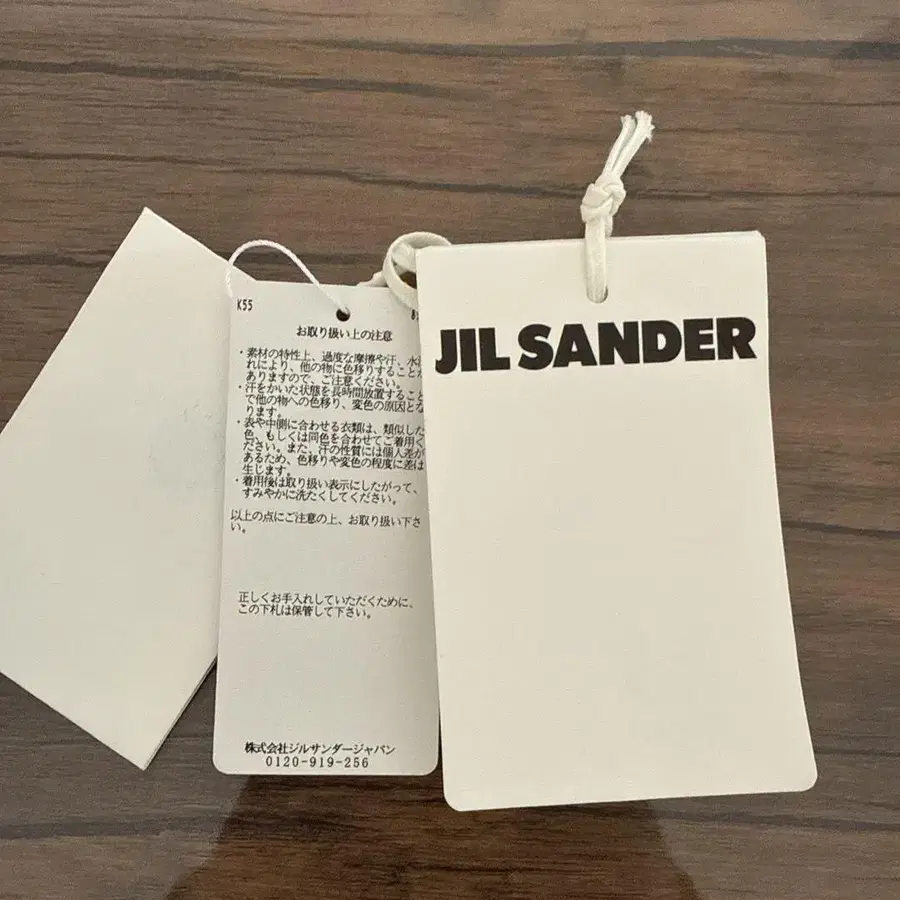 K55
お取り扱い上の注意
・素材の特性上、過度な摩擦や汗、水
れにより、他の物に色移りすることが
ありますので、ご注意ください。
・汗をかいた状態を長時間放置すること
で他の物への色移り、変色の原因とな
ります。
・表や中側に合わせる衣類は、類似した
色、もしくは同色を合わせてご着用く
ださい。また、汗の性質には個人差が
あるため、色移りや変色の程度に差は
生じます。
・着用後は取り扱い表示にしたがって、
すみやかに洗たくしてください。
以上の点にご注意の上、お取り扱い下さ
い。
正しくお手入れしていただくために、
この下札は保管して下さい。
株式会社ジルサンダージャパン
0120-919-256
JIL SANDER